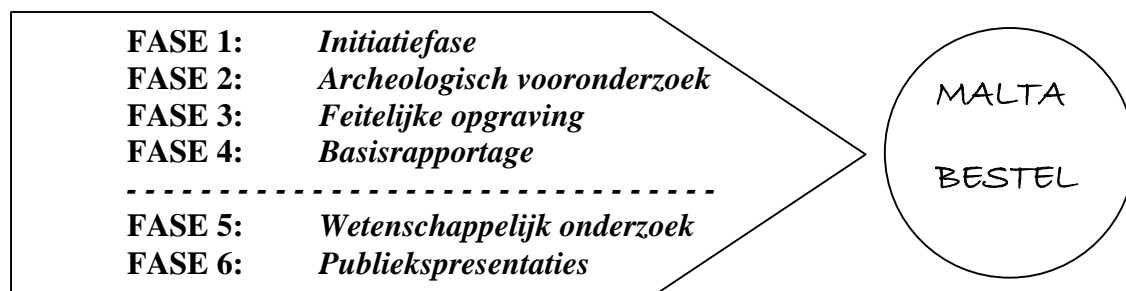 FASE 1: Initiatiefase
FASE 2: Archeologisch vooronderzoek
FASE 3: Feitelijke opgraving
FASE 4: Basisrapportage
FASE 5: Wetenschappelijk onderzoek
FASE 6: Publiekspresentaties
MALTA
BESTEL